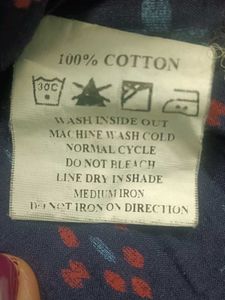 100% COTTON
30C
WASH INSIDE OUT
MACHINE WASH COLD
NORMAL CYCLE
DO NOT BLEACH
LINE DRY IN SHADE
MEDIUM IRON
DO NOT IRON ON DIRECTION